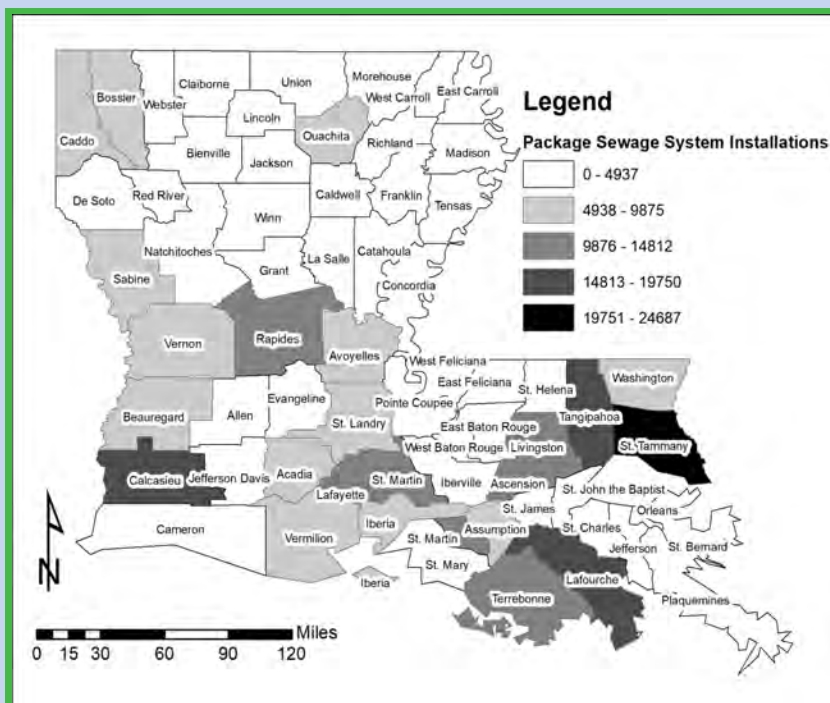 Union
Morehouse
Claiborne
East Carroll
West Carroll
Bossier
Webster
Lincoln
Ouachita
Caddo
Richland
Bienville
Madison
Jackson
Red River
Caldwell
Franklin
De Soto
Tensas
Winn
Natchitoches
La Salle
Catahoula
Grant
Sabine
Concordia
Rapides
Vernon
Avoyelles
West Feliciana
East Feliciana
St. Helena
Washington
Evangeline
Pointe Coupee
Beauregard
Allen
Tangipahoa
St. Landry
East Baton Rouge
West Baton Rouge
Livingston
St. Tammany
Calcasieu
Jefferson Davis
Acadia
St. Martin
Iberville
Ascension
St. John the Baptist
Lafayette
St. James
Orleans
Cameron
Iberia
Assumption
St. Charles
Vermilion
St. Martin
Jefferson
St. Bernard
St. Mary
Lafourche
Iberia
Terrebonne
Plaquemines
Legend
Package Sewage System Installations
0 - 4937
4938 - 9875
9876 - 14812
14813 - 19750
19751 - 24687
N
Miles
0 15 30 60 90 120